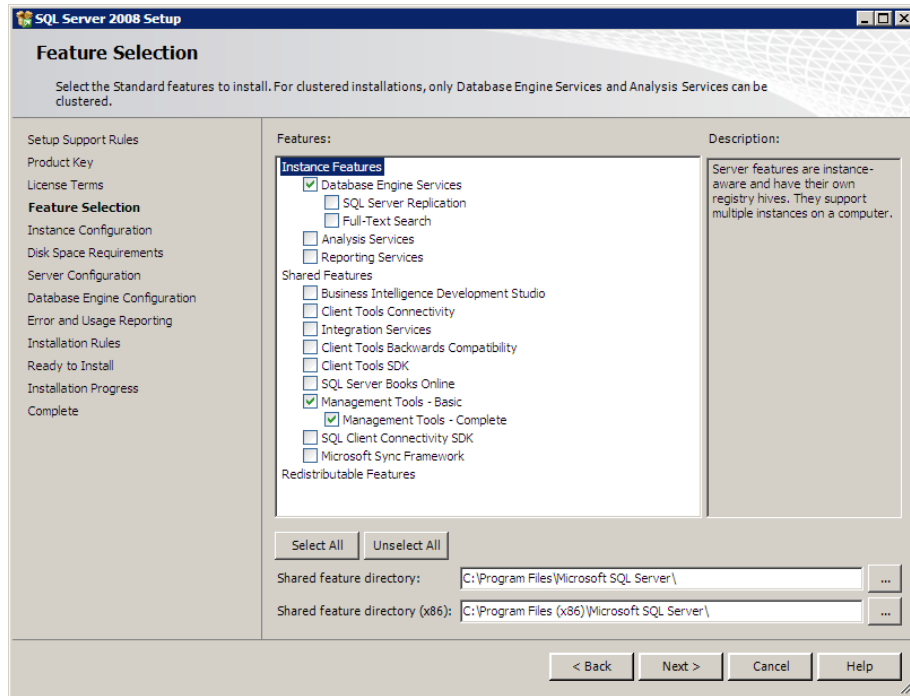 SQL Server 2008 Setup
Feature Selection
Select the Standard features to install. For clustered installations, only Database Engine Services and Analysis Services can be
clustered.
Setup Support Rules
Product Key
License Terms
Feature Selection
Instance Configuration
Disk Space Requirements
Server Configuration
Database Engine Configuration
Error and Usage Reporting
Installation Rules
Ready to Install
Installation Progress
Complete
Features:
Instance Features
Database Engine Services
SQL Server Replication
Full-Text Search
Analysis Services
Reporting Services
Shared Features
Business Intelligence Development Studio
Client Tools Connectivity
Integration Services
Client Tools Backwards Compatibility
Client Tools SDK
SQL Server Books Online
Management Tools - Basic
Management Tools - Complete
SQL Client Connectivity SDK
Microsoft Sync Framework
Redistributable Features
Description:
Server features are instance-
aware and have their own
registry hives. They support
multiple instances on a computer.
Select All
Unselect All
Shared feature directory:
C:\Program Files\Microsoft SQL Server\
...
Shared feature directory (x86):
C:\Program Files (x86)\Microsoft SQL Server\
...
< Back
Next >
Cancel
Help